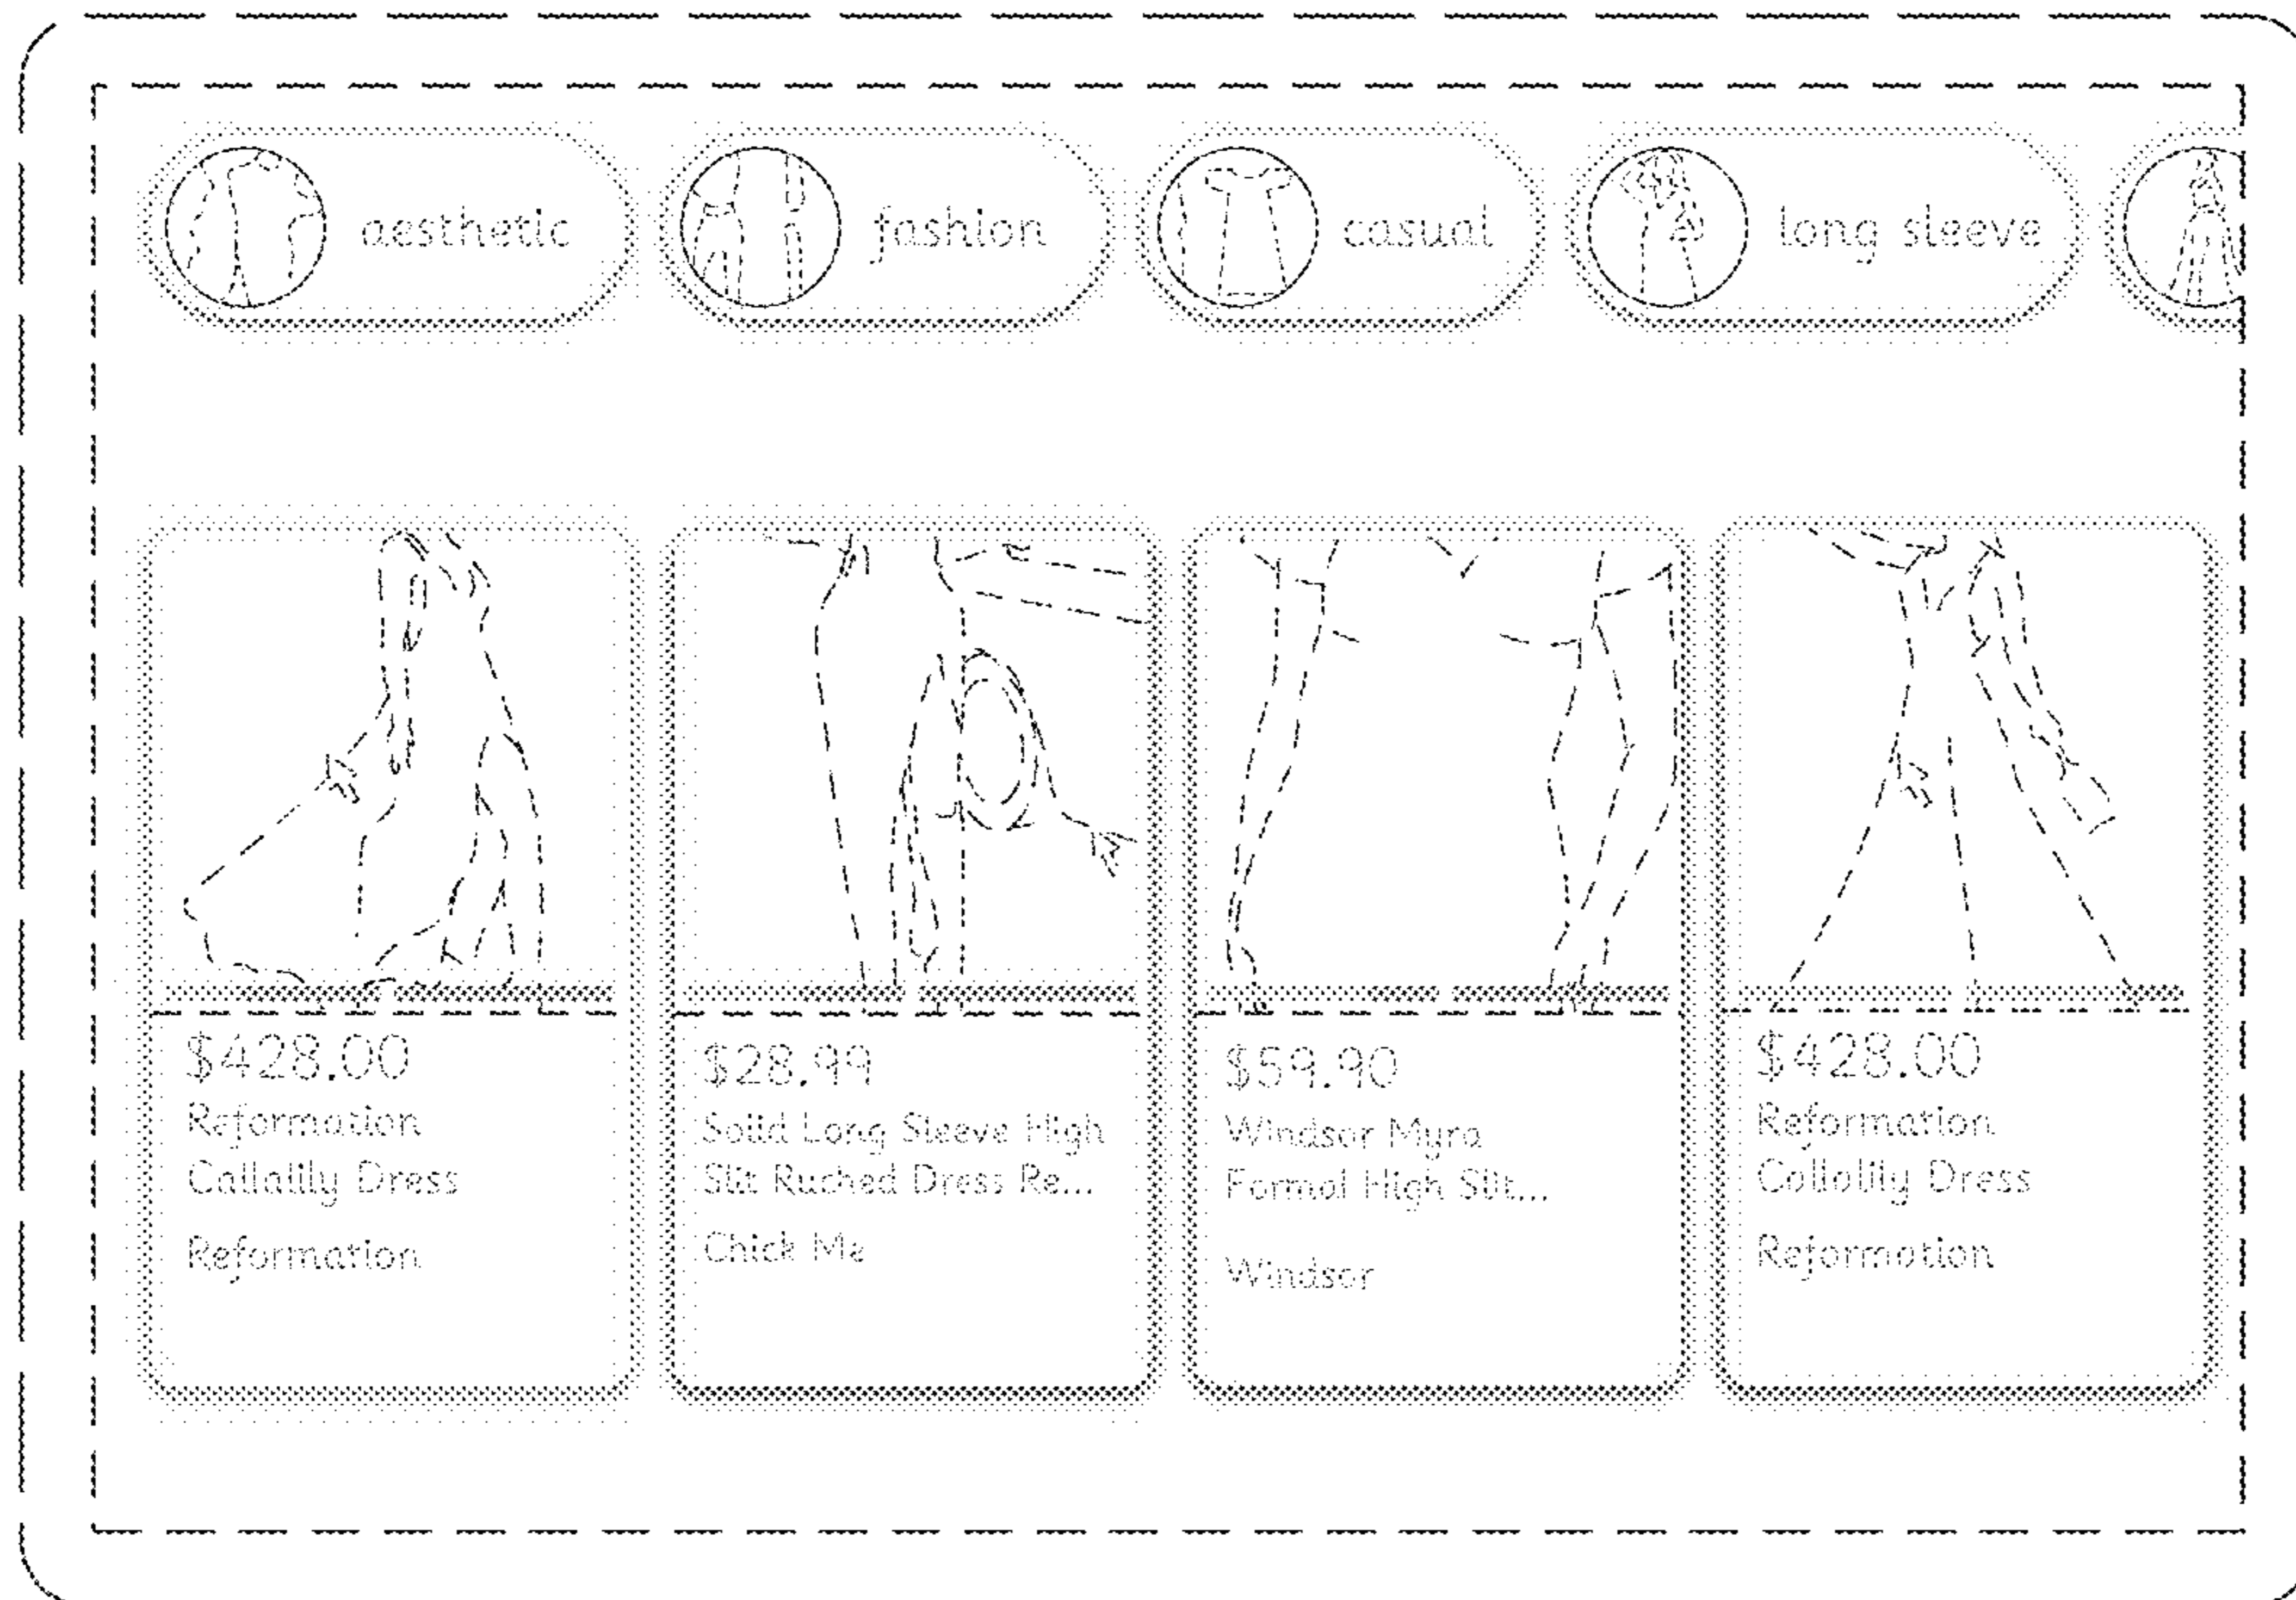 aesthetic
fashion
casual
long sleeve
$428.00
Reformation
Callalily Dress
Reformation
$28.99
Solid Long Sleeve High
Slit Ruched Dress Re...
Chick Me
$59.90
Windsor Myra
Formal High Slit...
Windsor
$428.00
Reformation
Callalily Dress
Reformation